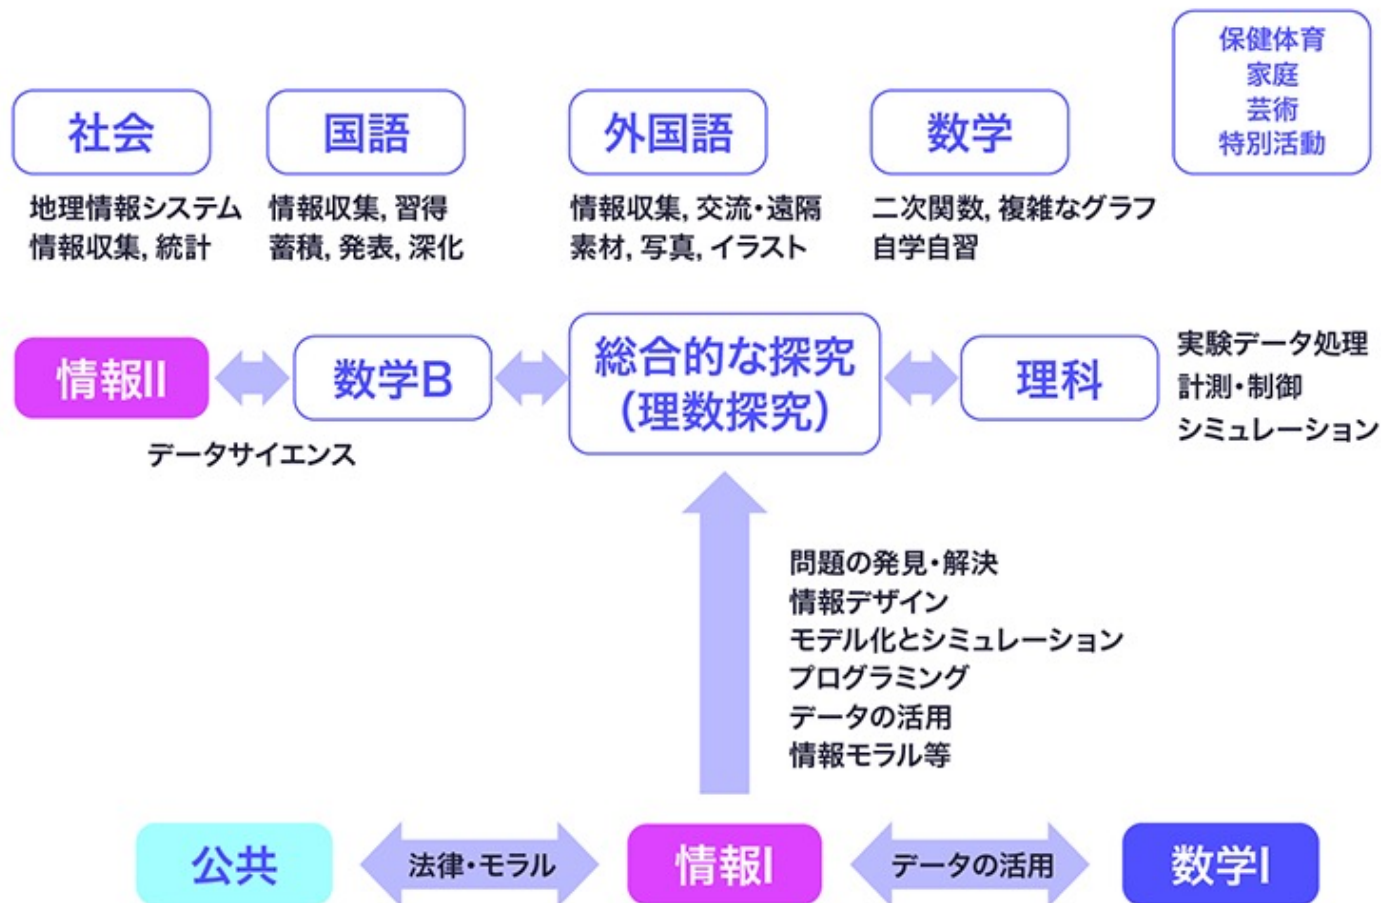 保健体育
家庭
芸術
特別活動
社会
国語
外国語
数学
地理情報システム
情報収集, 統計
情報収集, 習得
蓄積, 発表, 深化
情報収集, 交流・遠隔
素材, 写真, イラスト
二次関数, 複雑なグラフ
自学自習
情報II
数学B
総合的な探究
(理数探究)
理科
実験データ処理
計測・制御
シミュレーション
データサイエンス
問題の発見・解決
情報デザイン
モデル化とシミュレーション
プログラミング
データの活用
情報モラル等
公共
法律・モラル
情報I
データの活用
数学I